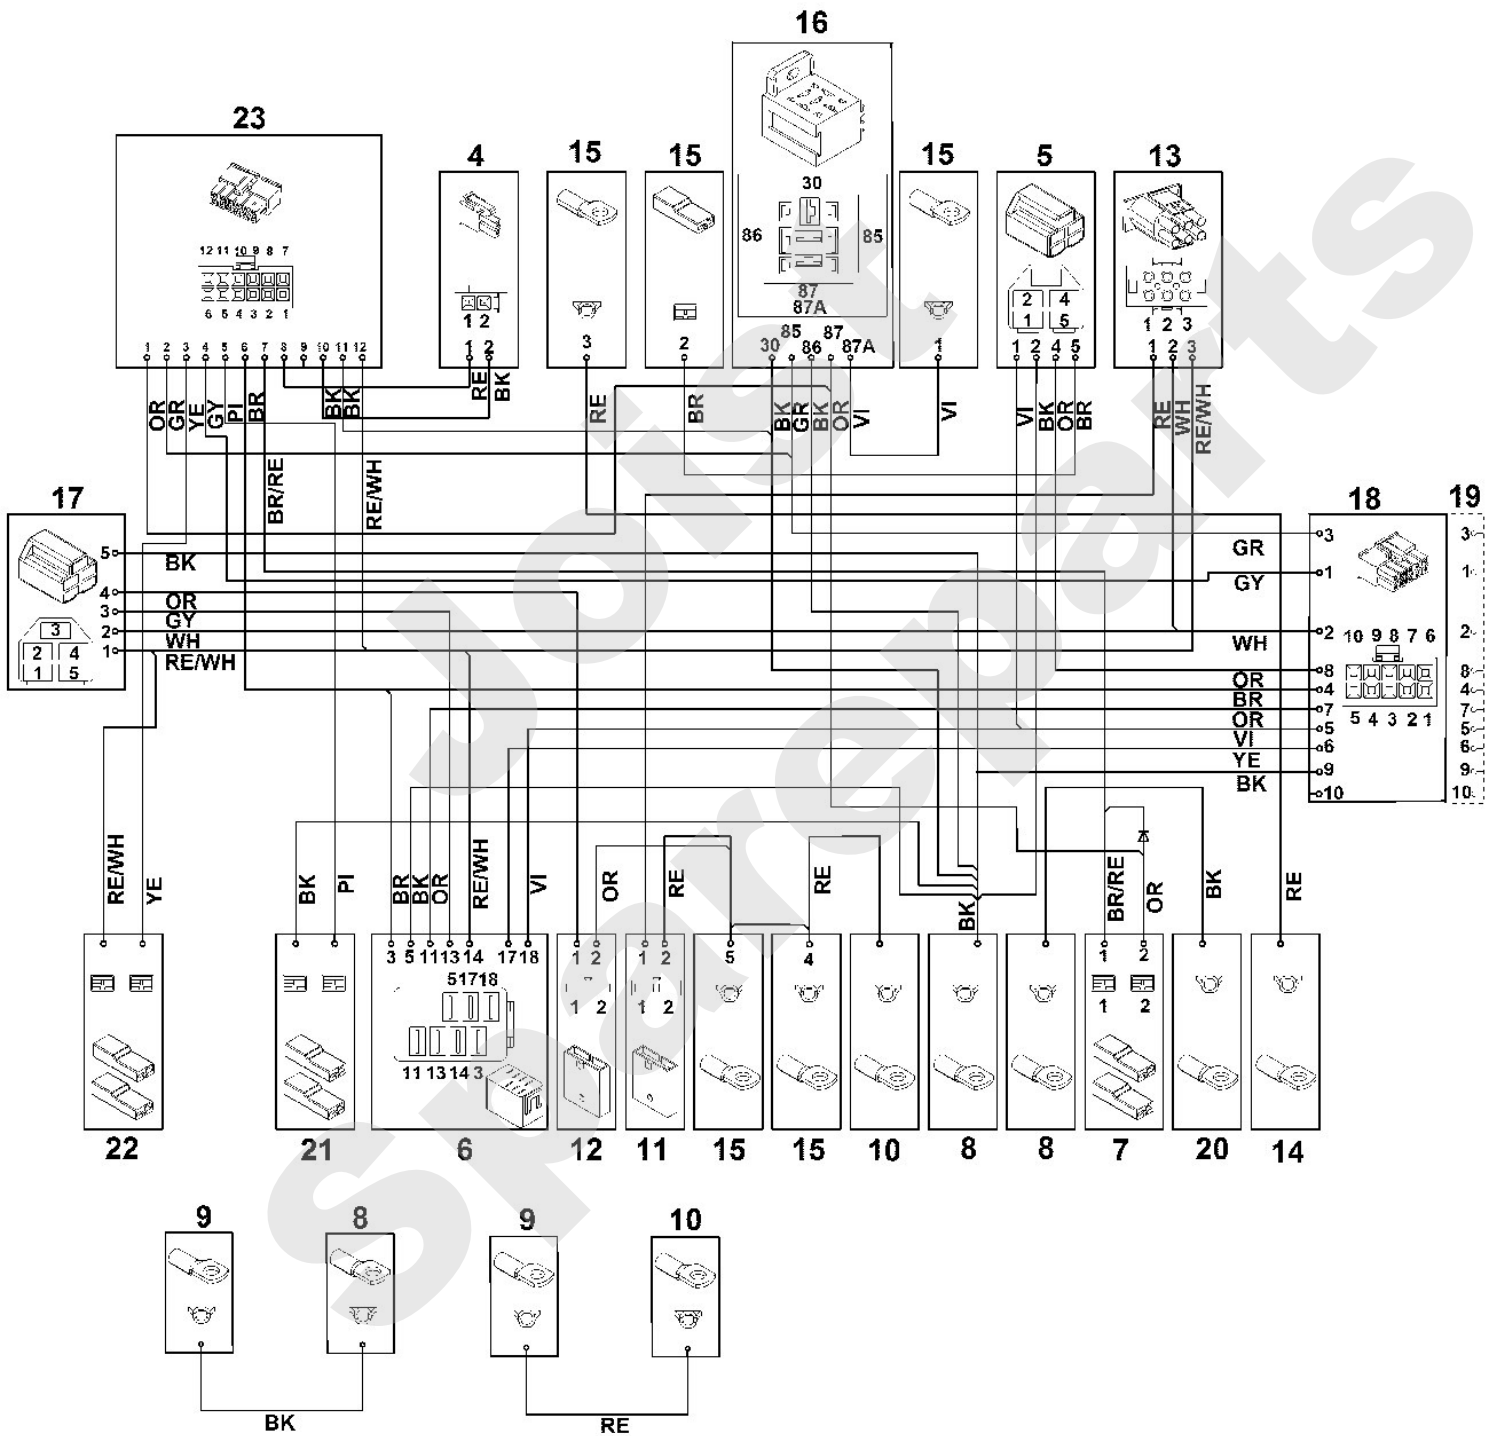 16
23
4
15
15
15
5
13
30
86
85
87
87A
12 11 10 9 8 7
6 5 4 3 2 1
1 2
3
2
1
2 4
1 5
1 2 3
1 2 3 4 5 6 7 8 9 10 11 12
1 2
30 85 86 87 87A
1 2 4 5
1 2 3
OR GR YE GY PI BR BK BK
RE BK
RE
BR
BK GR BK OR VI
VI
VI BK OR BR
RE WH RE/WH
BR/RE
RE/WH
17
18
19
5 BK
4 OR
3 GY
2 WH
1 RE/WH
3
2 4
1 5
GR 3 3
GY 1 1
WH 2 2
8 8
OR 4 4
BR 7 7
OR 5 5
VI 6 6
YE 9 9
BK 10 10
10 9 8 7 6
5 4 3 2 1
RE/WH YE
BK PI
BR BK OR RE/WH VI
OR
RE
RE
BK
BR/RE OR
BK
RE
3 5 11 13 14 17 18
51718
11 13 14 3
1 2
1 2
1 2
1 2
5
4
1 2
1 2
22
21
6
12
11
15
15
10
8
8
7
20
14
9
8
9
10
BK
RE
Joist
Spareparts